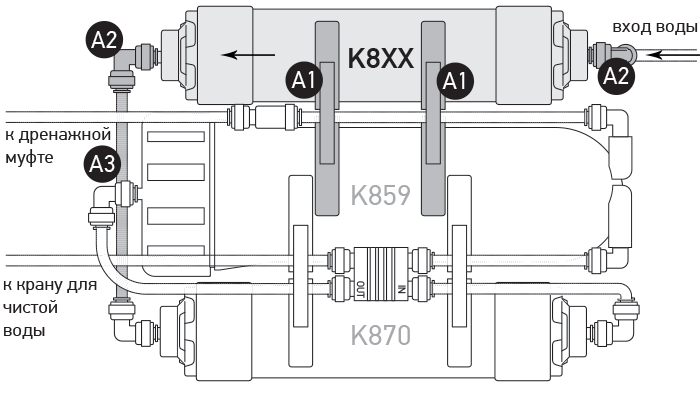 вход воды
A2
K8XX
A1
A1
A2
к дренажной
муфте
A3
K859
OUT
IN
к крану для
чистой
воды
K870